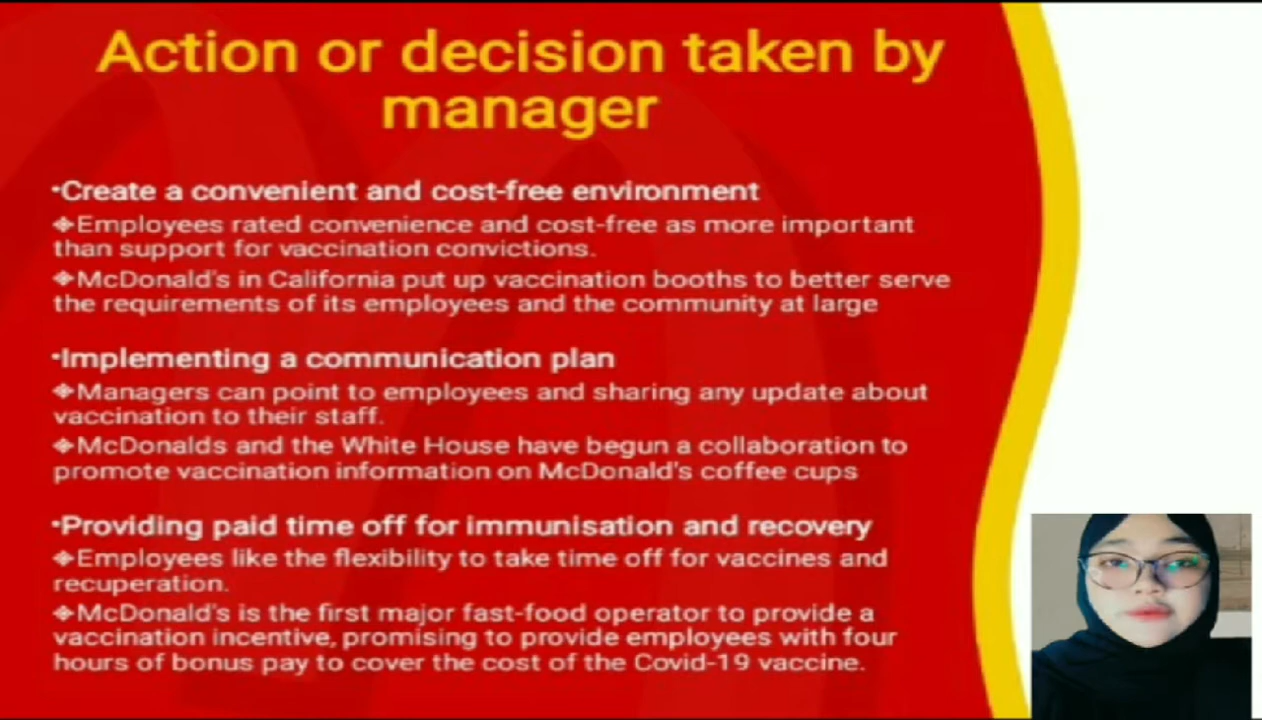 Action or decision taken by
manager
•Create a convenient and cost-free environment
❖Employees rated convenience and cost-free as more important
than support for vaccination convictions.
❖McDonald's in California put up vaccination booths to better serve
the requirements of its employees and the community at large
•Implementing a communication plan
❖Managers can point to employees and sharing any update about
vaccination to their staff.
❖McDonalds and the White House have begun a collaboration to
promote vaccination information on McDonald's coffee cups
•Providing paid time off for immunisation and recovery
❖Employees like the flexibility to take time off for vaccines and
recuperation.
❖McDonald's is the first major fast-food operator to provide a
vaccination incentive, promising to provide employees with four
hours of bonus pay to cover the cost of the Covid-19 vaccine.